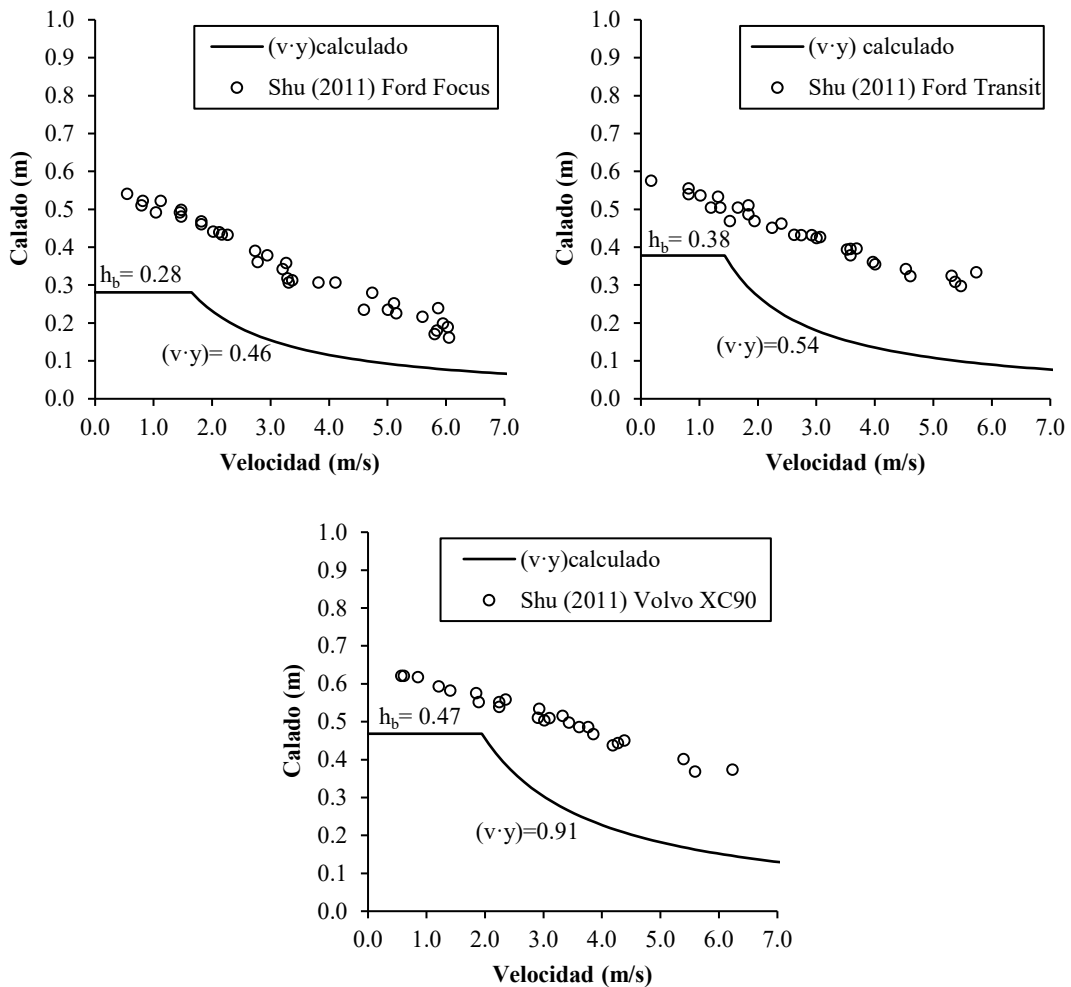 (v·y)calculado
Shu (2011) Ford Focus
Calado (m)
1.0
0.9
0.8
0.7
0.6
0.5
0.4
0.3
0.2
0.1
0.0
h_b= 0.28
(v·y)= 0.46
0.0 1.0 2.0 3.0 4.0 5.0 6.0 7.0
Velocidad (m/s)
(v·y) calculado
Shu (2011) Ford Transit
Calado (m)
1.0
0.9
0.8
0.7
0.6
0.5
0.4
0.3
0.2
0.1
0.0
h_b= 0.38
(v·y)=0.54
0.0 1.0 2.0 3.0 4.0 5.0 6.0 7.0
Velocidad (m/s)
(v·y)calculado
Shu (2011) Volvo XC90
Calado (m)
1.0
0.9
0.8
0.7
0.6
0.5
0.4
0.3
0.2
0.1
0.0
h_b= 0.47
(v·y)=0.91
0.0 1.0 2.0 3.0 4.0 5.0 6.0 7.0
Velocidad (m/s)